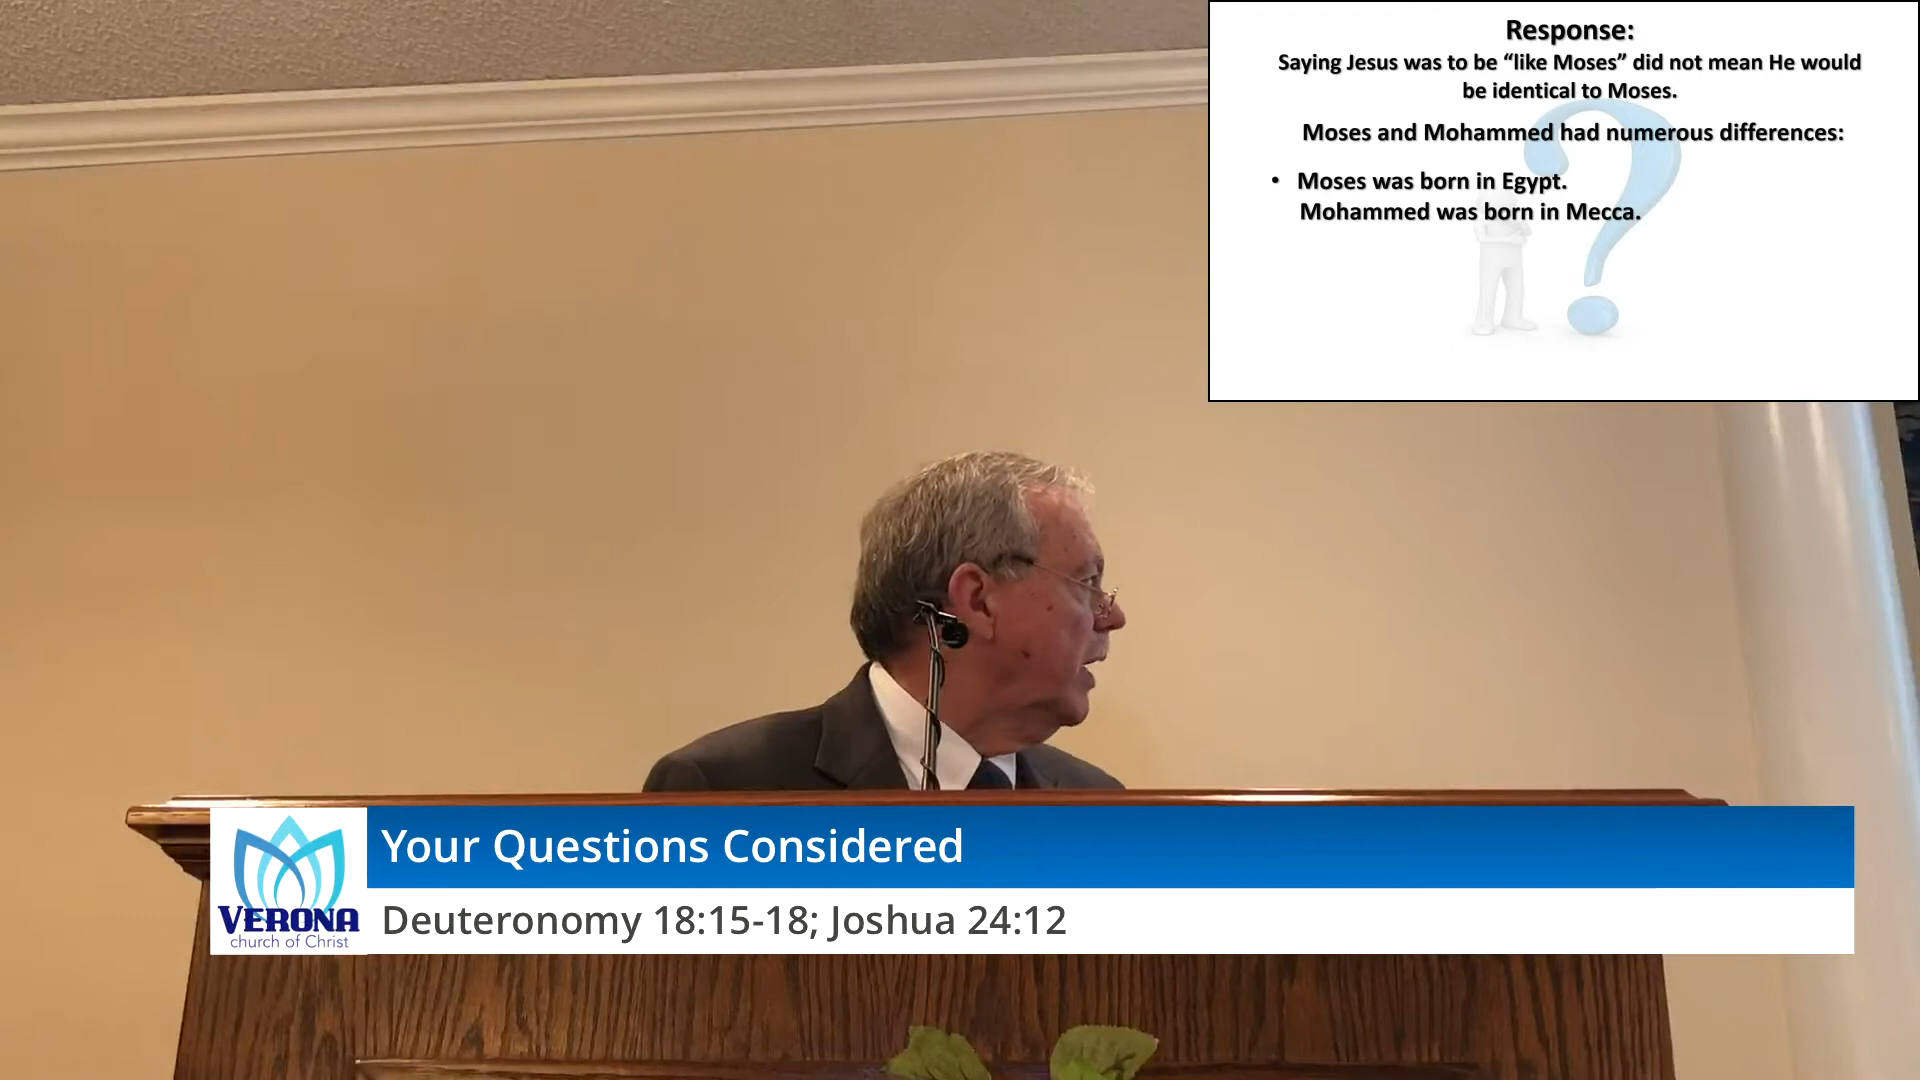 Response:
Saying Jesus was to be “like Moses” did not mean He would
be identical to Moses.
Moses and Mohammed had numerous differences:
• Moses was born in Egypt.
Mohammed was born in Mecca.
Your Questions Considered
VERONA
church of Christ
Deuteronomy 18:15-18; Joshua 24:12